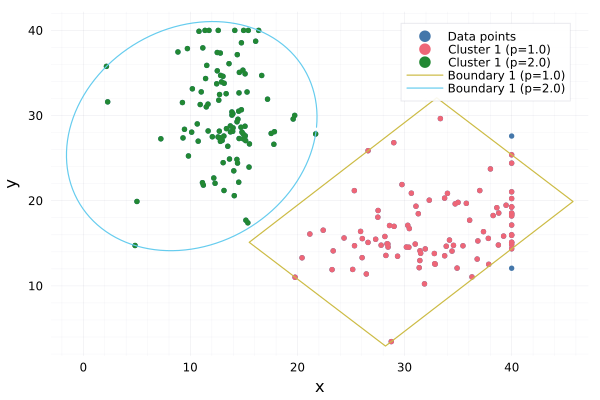 Data points
Cluster 1 (p=1.0)
Cluster 1 (p=2.0)
Boundary 1 (p=1.0)
Boundary 1 (p=2.0)
40
30
20
10
y
0 10 20 30 40
x